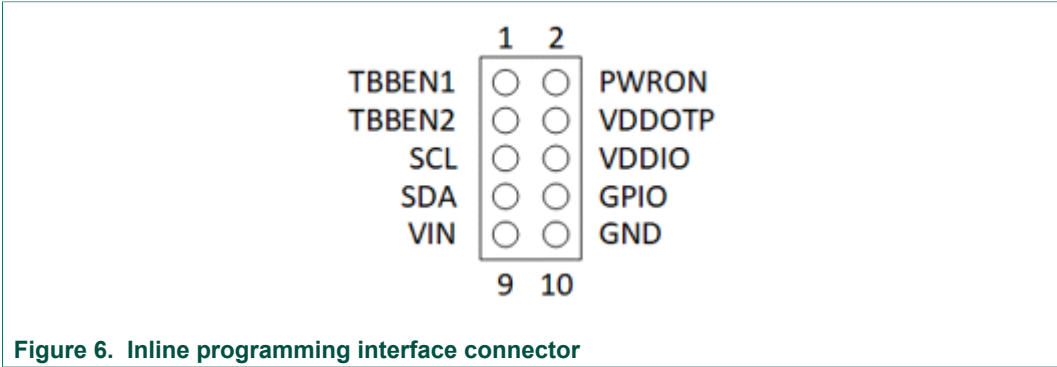 1 2
TBBEN1 PWRON
TBBEN2 VDDOTP
SCL VDDIO
SDA GPIO
VIN GND
9 10
Figure 6. Inline programming interface connector